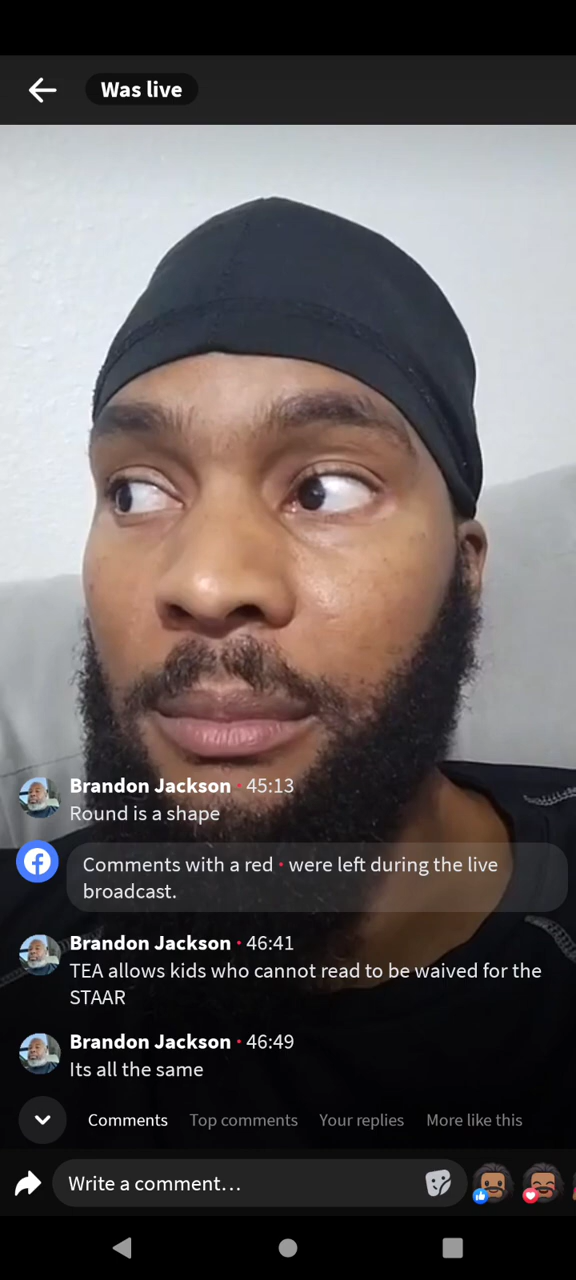 Was live
Brandon Jackson • 45:13
Round is a shape
Comments with a red • were left during the live
broadcast.
Brandon Jackson • 46:41
TEA allows kids who cannot read to be waived for the
STAAR
Brandon Jackson • 46:49
Its all the same
Comments Top comments Your replies More like this
Write a comment...